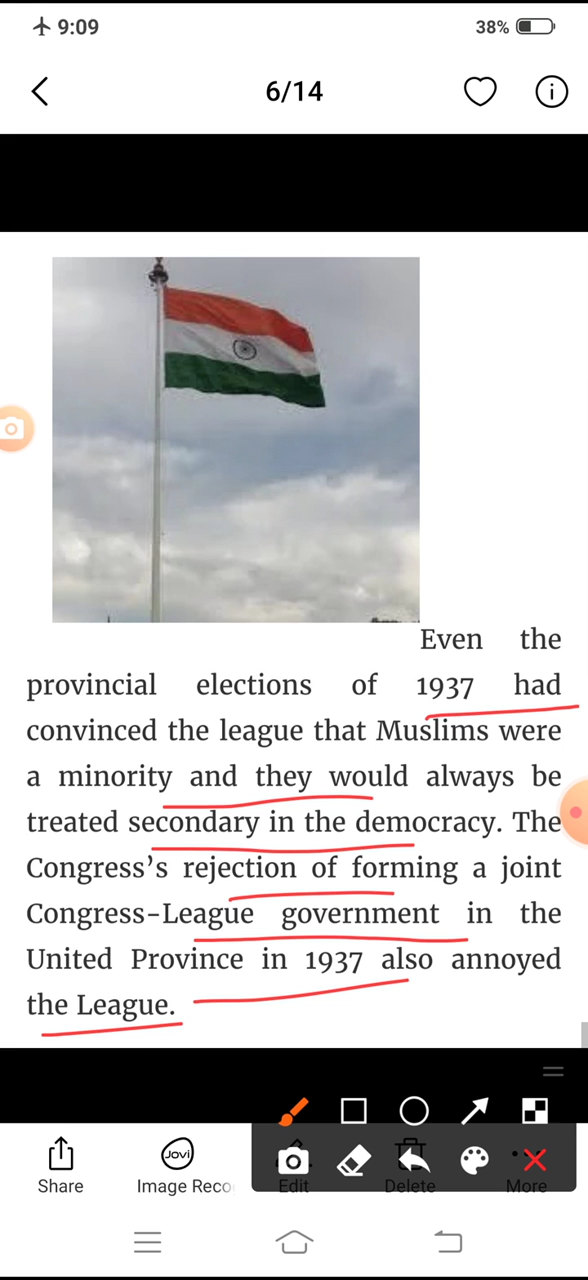 9:09
38%
6/14
Even the
provincial elections of 1937 had
convinced the league that Muslims were
a minority and they would always be
treated secondary in the democracy. The
Congress’s rejection of forming a joint
Congress-League government in the
United Province in 1937 also annoyed
the League.
Jovi
Share
Image Reco
Edit
Delete
More